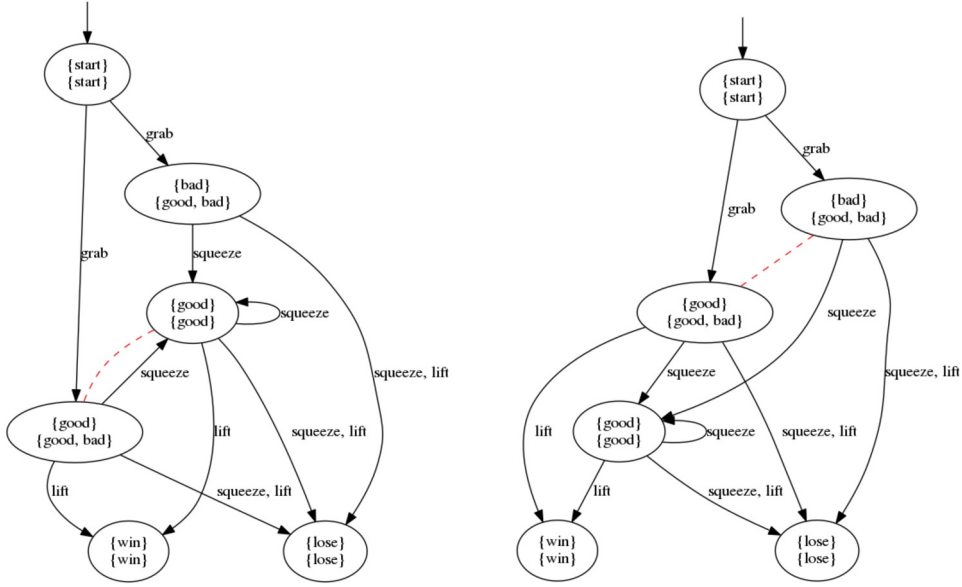 {start}
{start}
grab
{bad}
{good, bad}
grab
squeeze
{good}
{good}
squeeze
squeeze
squeeze, lift
{good}
{good, bad}
lift
squeeze, lift
lift
squeeze, lift
{win}
{win}
{lose}
{lose}
{start}
{start}
grab
{bad}
{good, bad}
grab
{good}
{good, bad}
squeeze
squeeze
squeeze, lift
{good}
{good}
squeeze
lift
squeeze, lift
lift
squeeze, lift
{win}
{win}
{lose}
{lose}